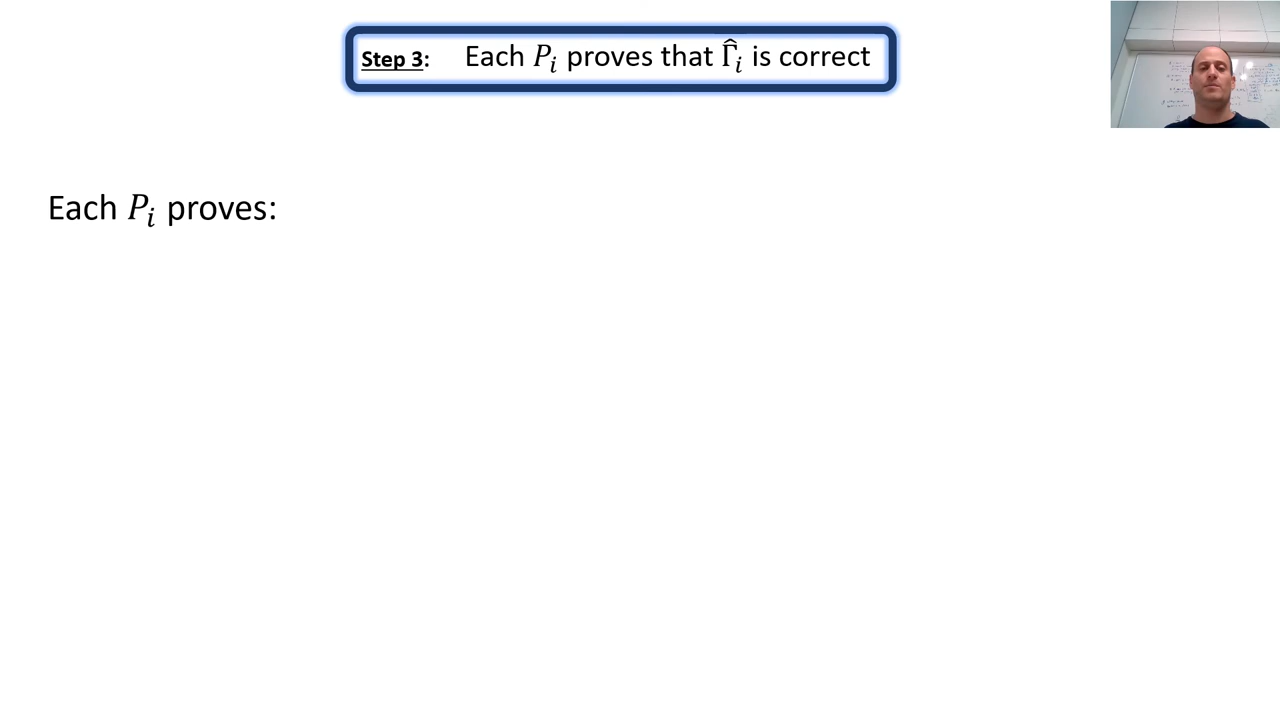 Step 3: Each 𝑃ᵢ proves that Γ̂ᵢ is correct
Each 𝑃ᵢ proves: